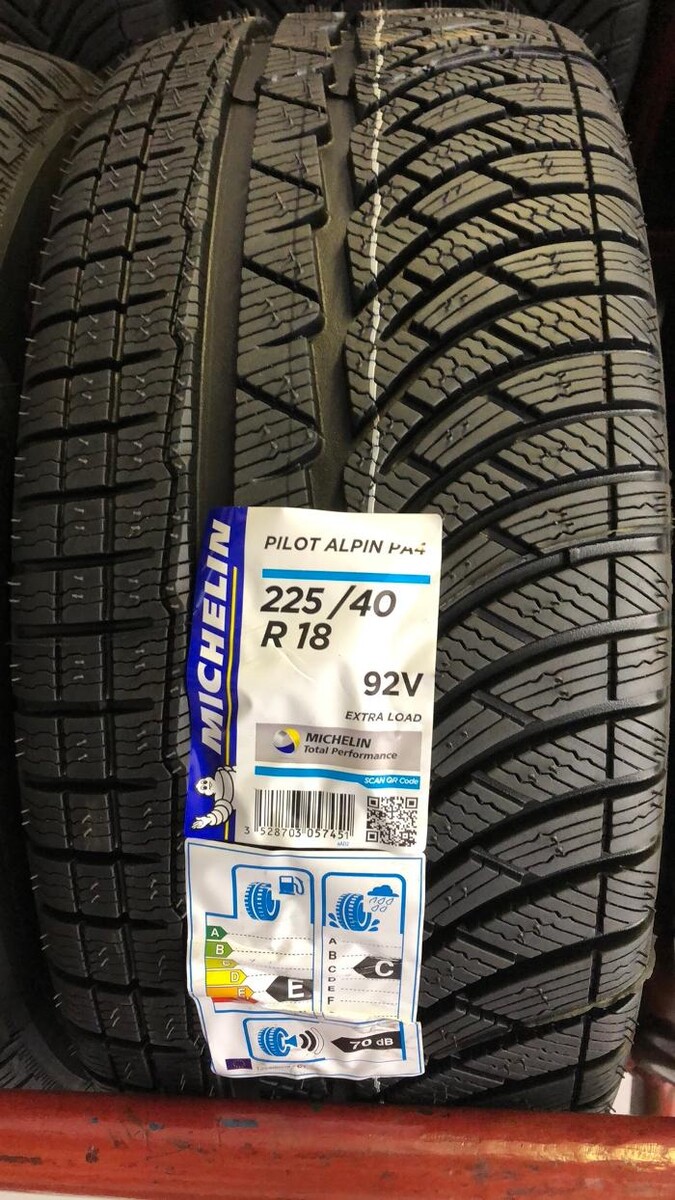 MICHELIN
PILOT ALPIN PA4
225/40
R 18
92V
EXTRA LOAD
MICHELIN
Total Performance
SCAN QR Code
3 528703 057451
A
B
C
D
E
E
A
B
C
D
E
F
C
70 dB